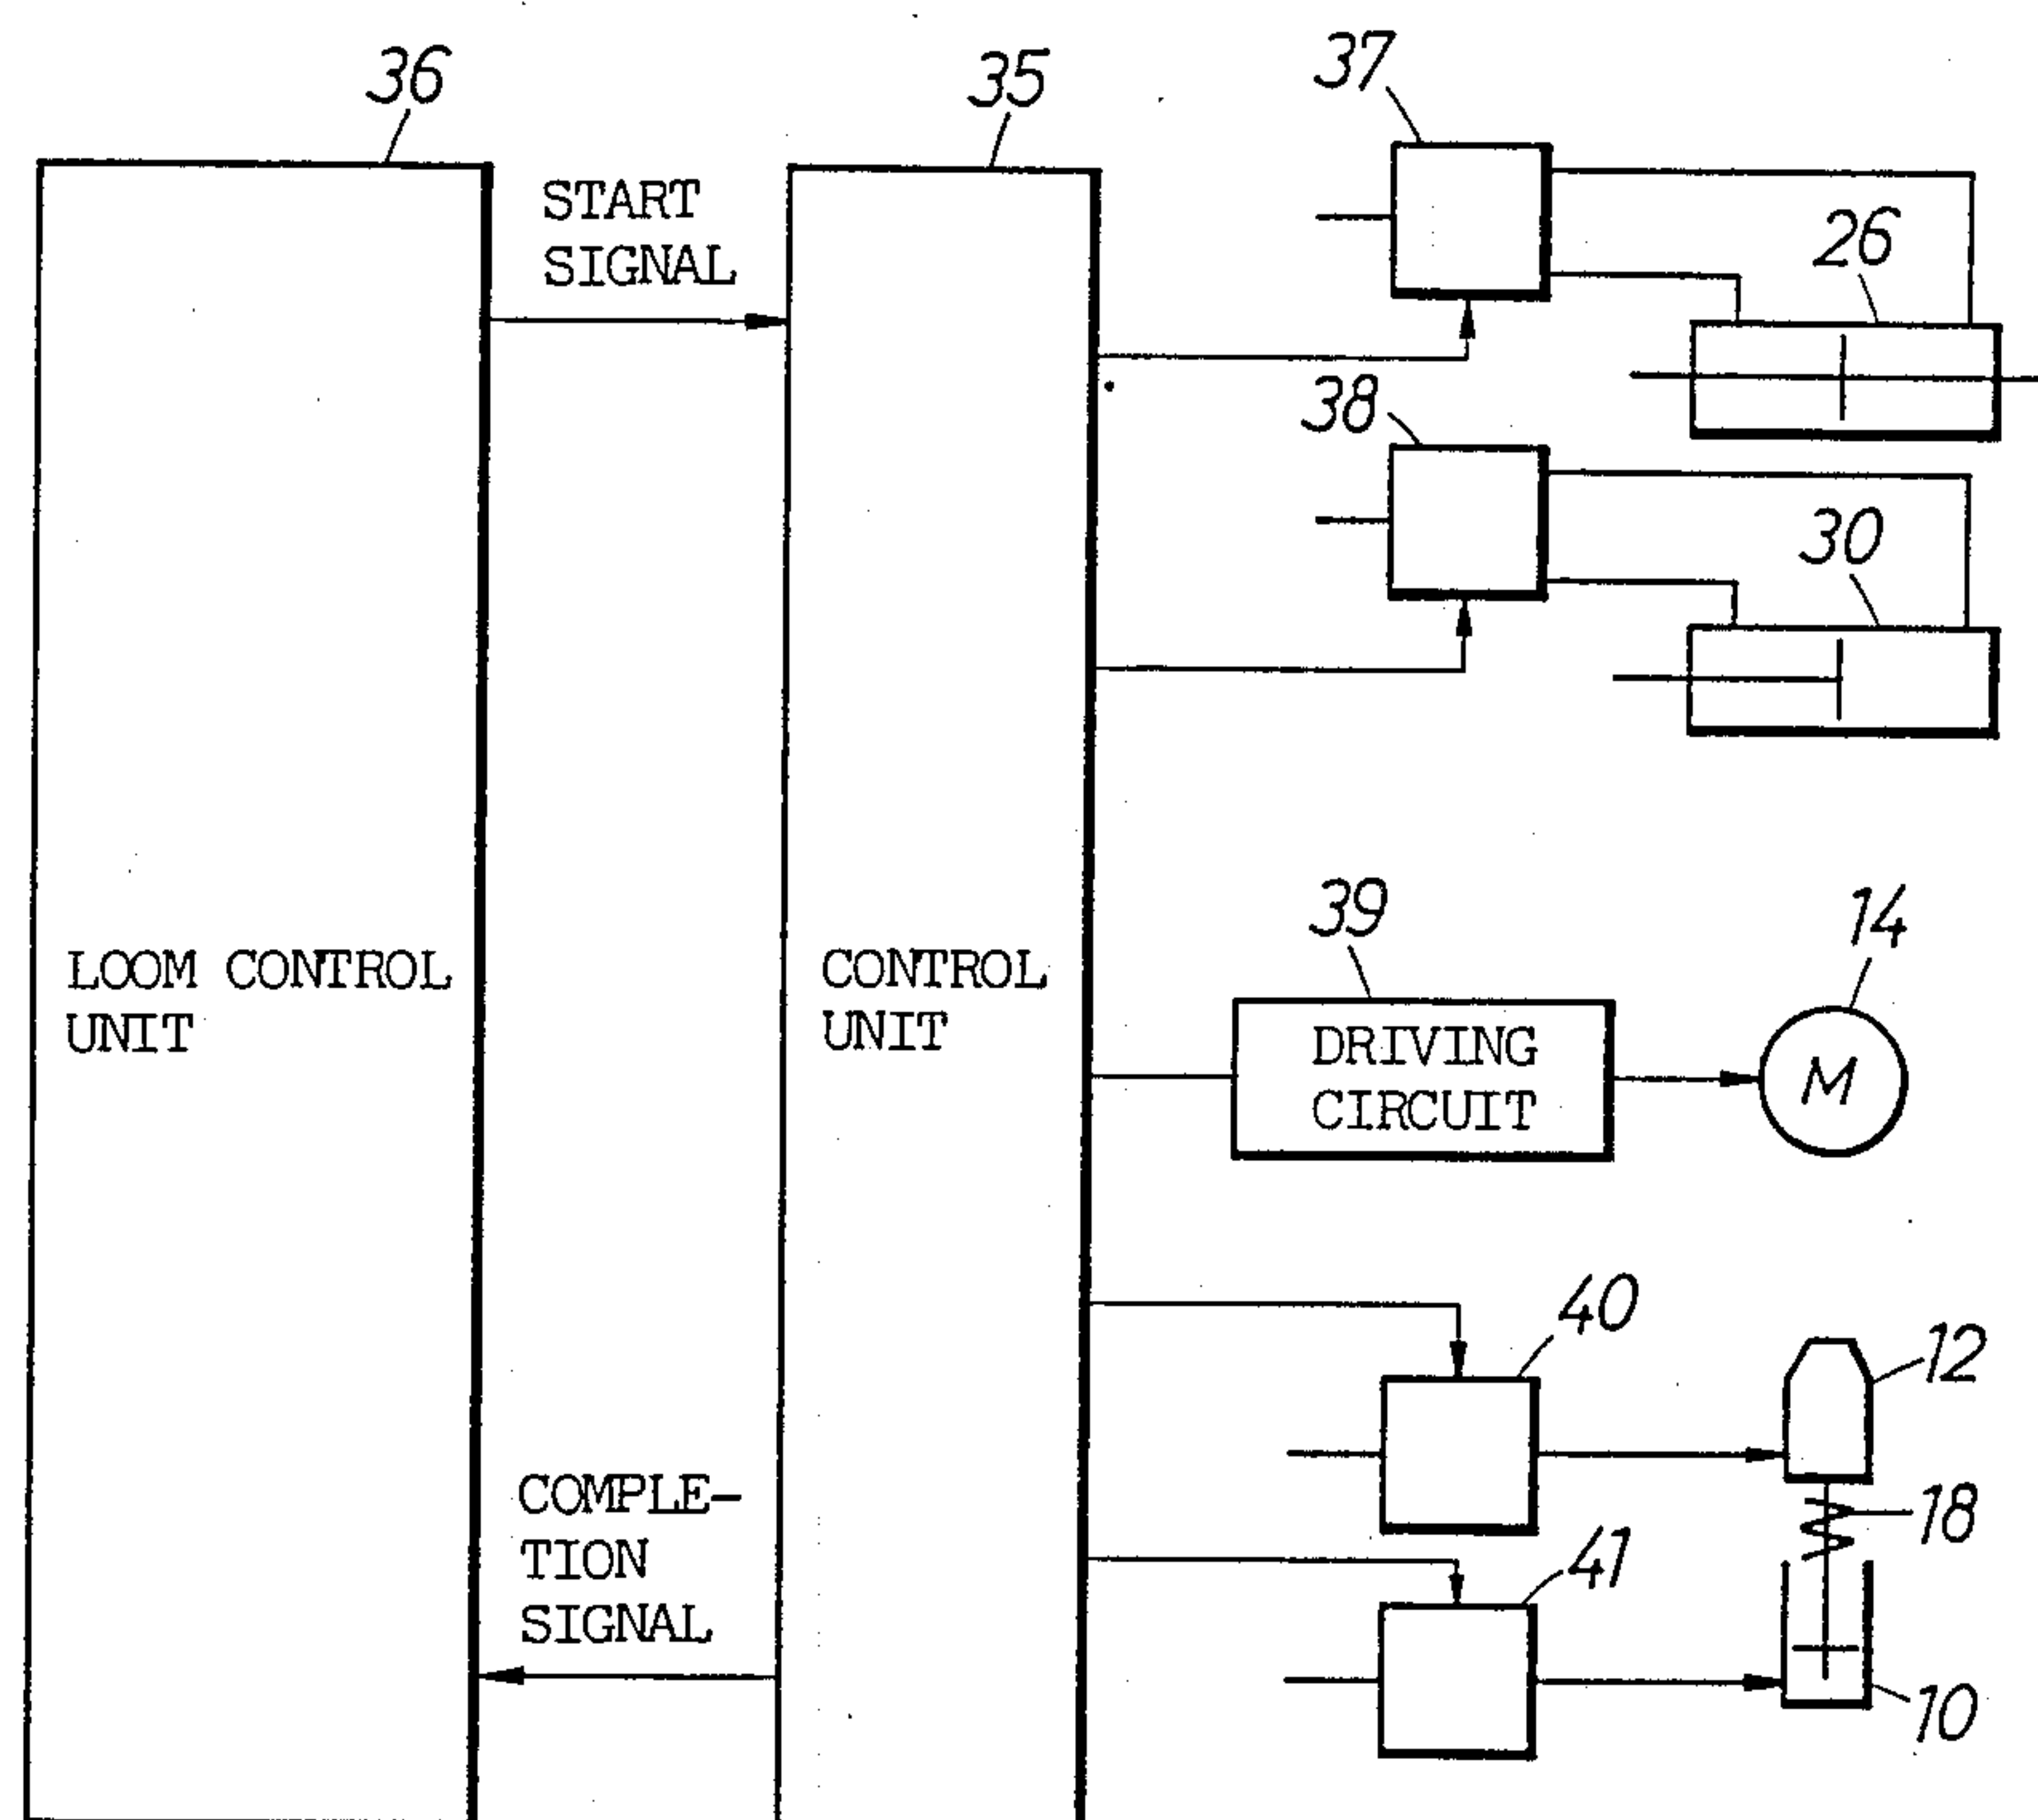 36
35
37
START
SIGNAL
26
38
30
39
14
LOOM CONTROL
UNIT
CONTROL
UNIT
DRIVING
CIRCUIT
M
40
12
COMPLE-
TION
SIGNAL
18
41
10